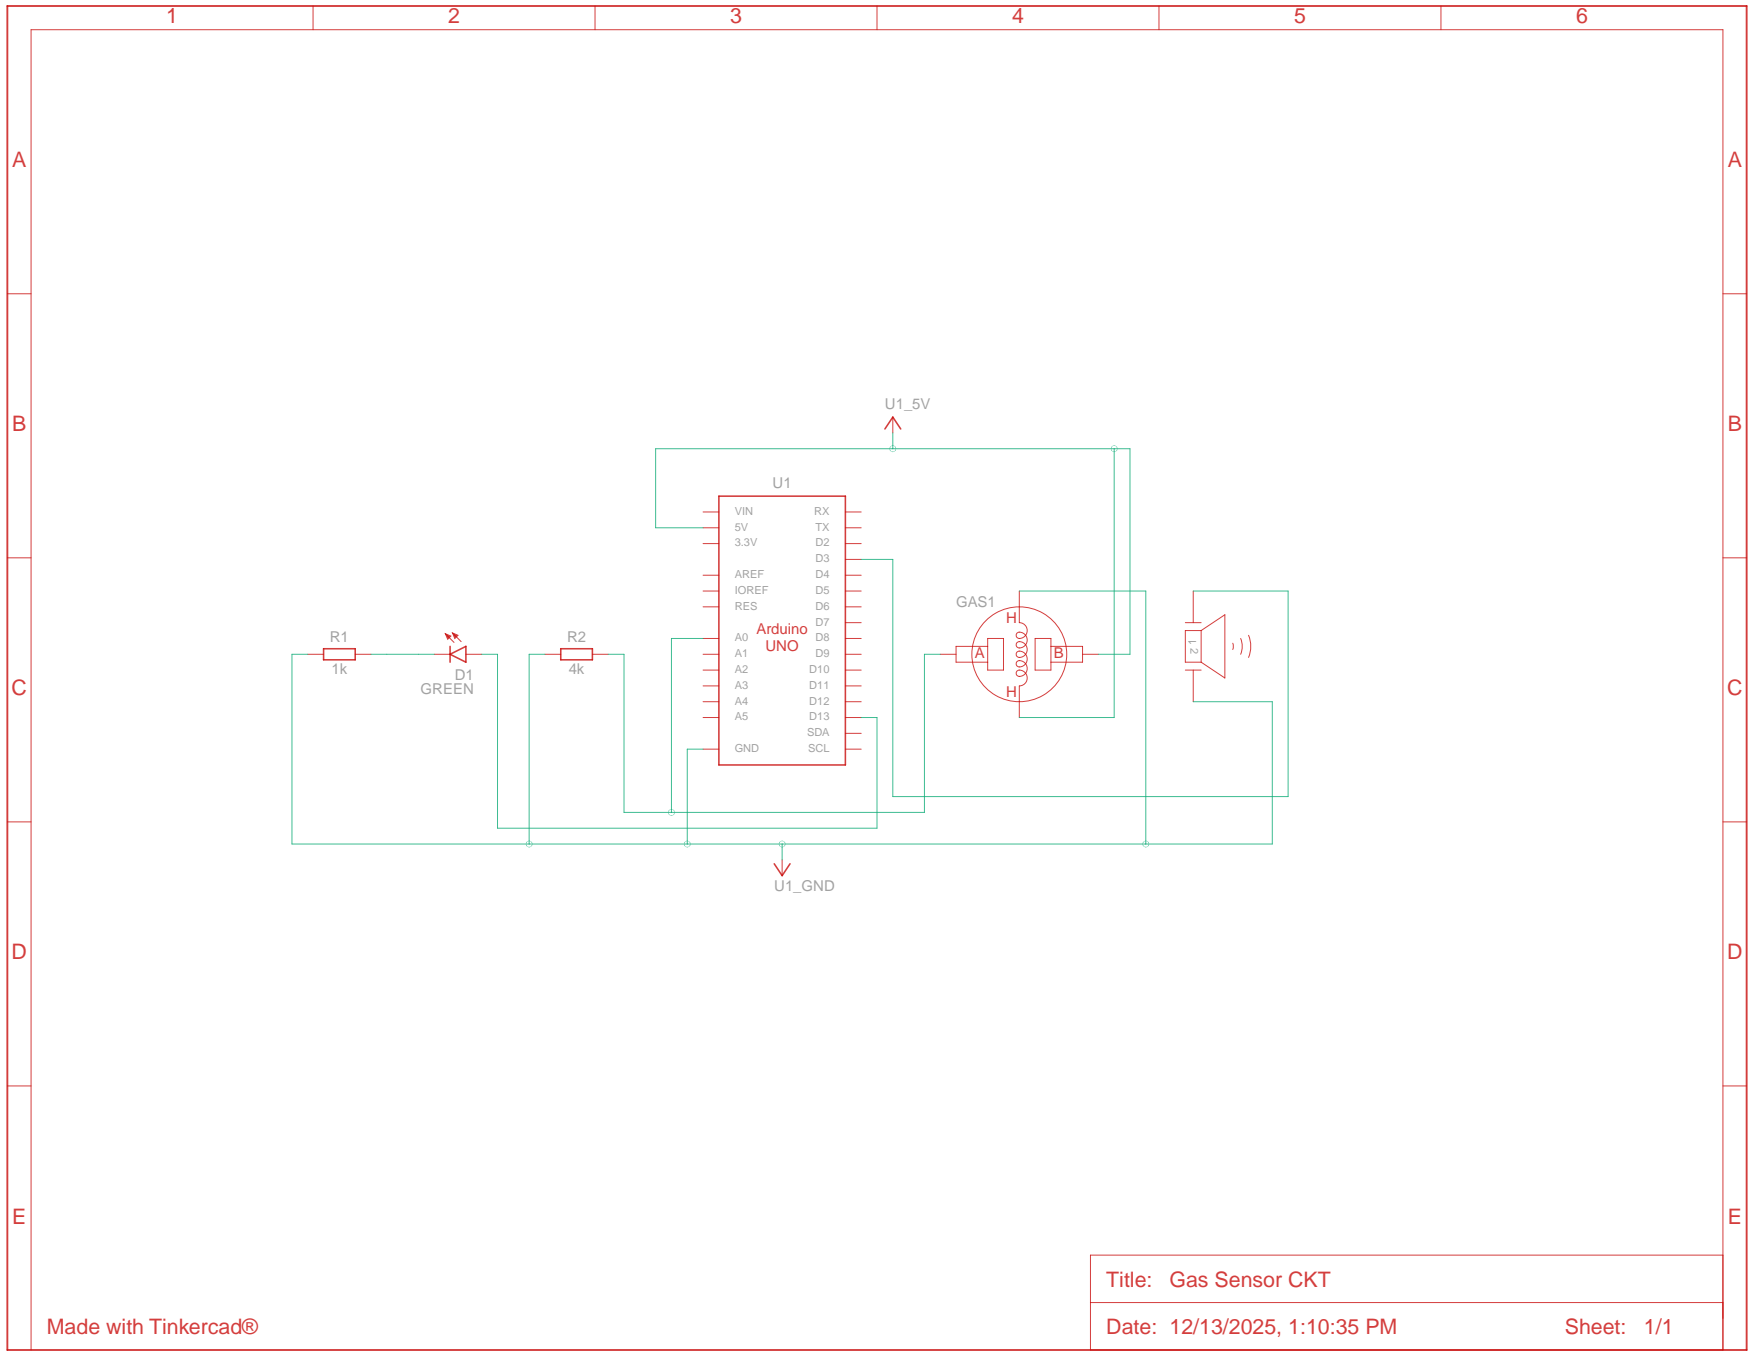 1 2 3 4 5 6
A A
B B
C C
D D
E E
U1_5V
U1
VIN RX
5V TX
3.3V D2
D3
AREF D4
IOREF D5
RES D6
D7
A0 D8
A1 D9
A2 D10
A3 D11
A4 D12
A5 D13
SDA
GND SCL
Arduino
UNO
R1
1k
D1
GREEN
R2
4k
GAS1
H
A B
H
U1_GND
Title: Gas Sensor CKT
Date: 12/13/2025, 1:10:35 PM Sheet: 1/1
Made with Tinkercad®